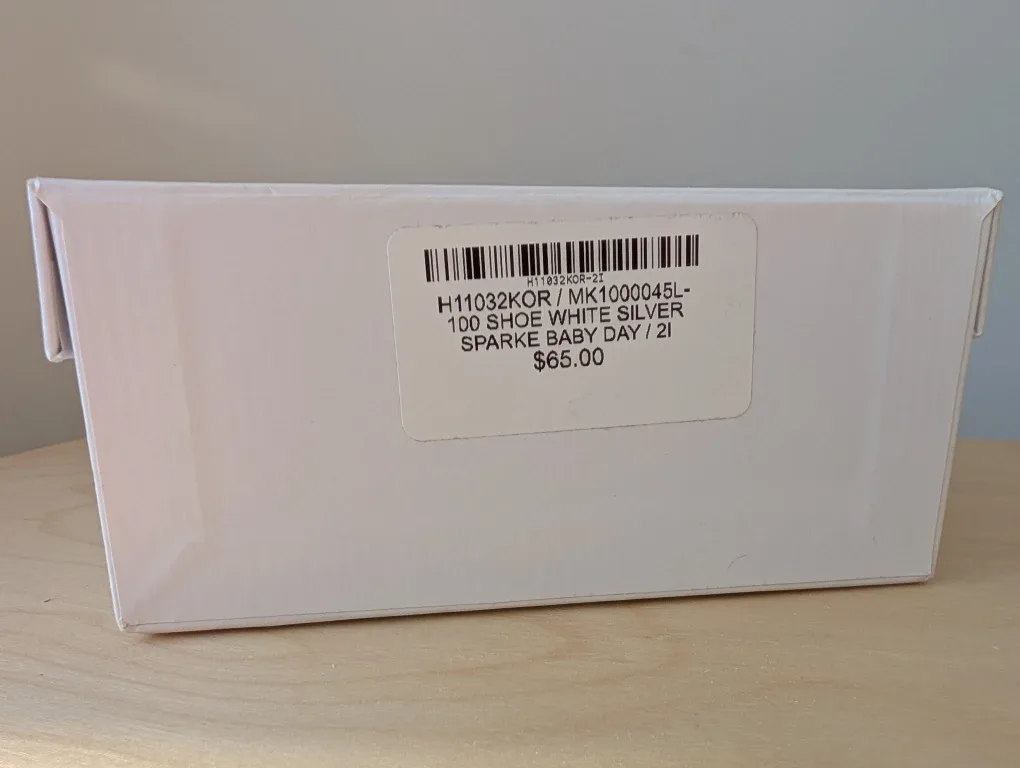 H11032KOR-2I
H11032KOR / MK1000045L-
100 SHOE WHITE SILVER
SPARKE BABY DAY / 2I
$65.00